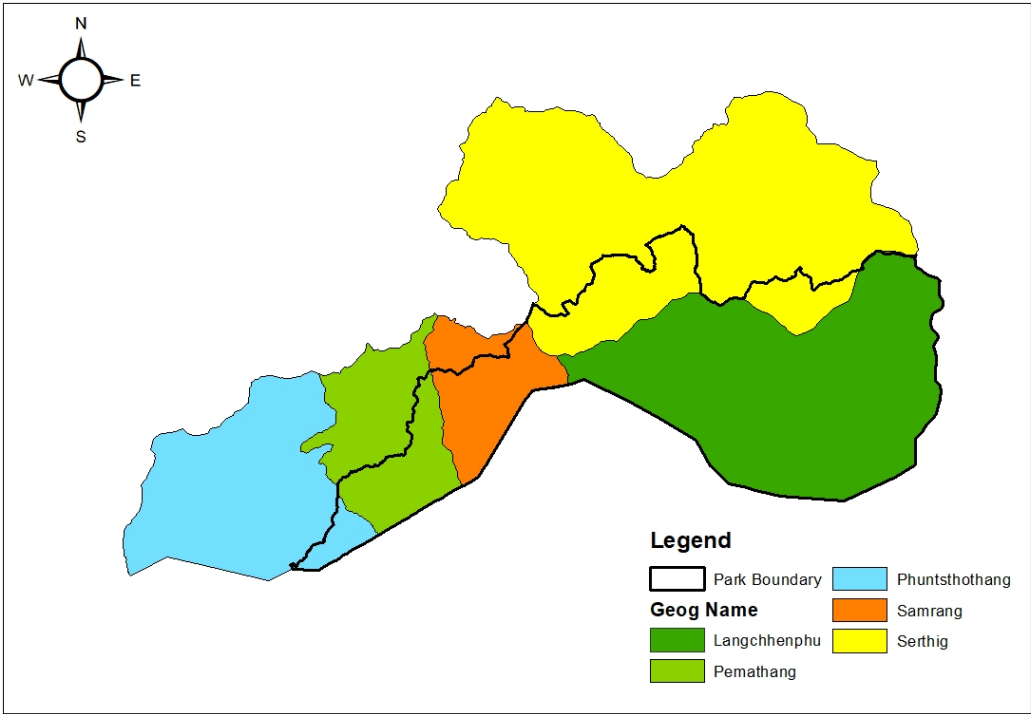 N
W E
S
Legend
Park Boundary
Geog Name
Langchhenphu
Pemathang
Phuntsthothang
Samrang
Serthig